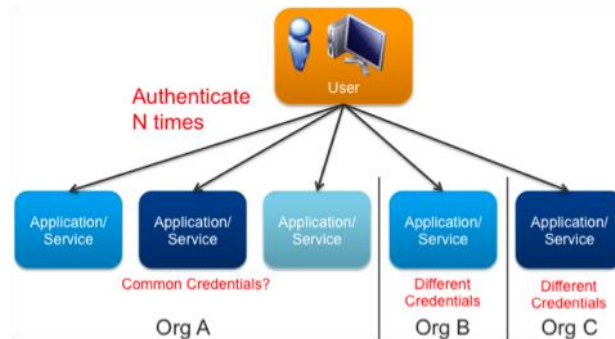 User
Authenticate
N times
Application/
Service
Application/
Service
Application/
Service
Application/
Service
Application/
Service
Common Credentials?
Different
Credentials
Different
Credentials
Org A
Org B
Org C